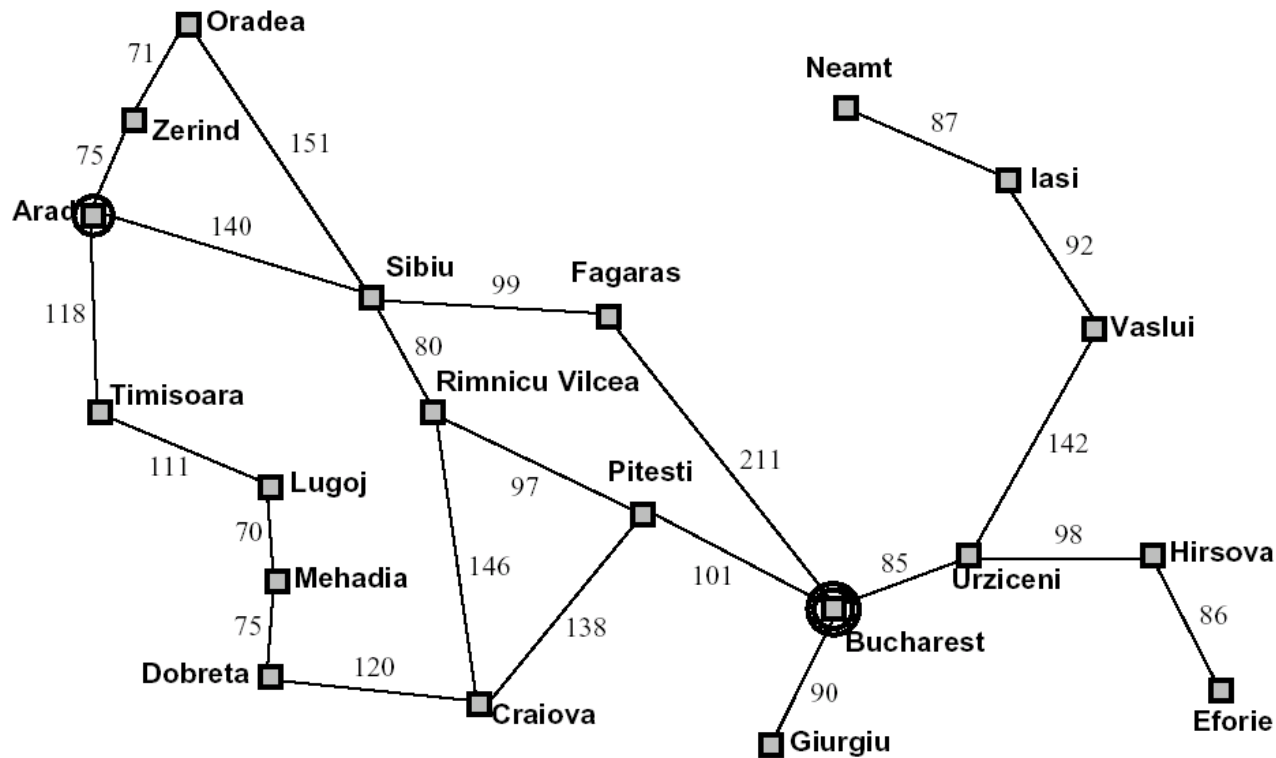 Oradea
71
Neamt
87
Zerind
151
75
Iasi
Arad
140
92
Sibiu
Fagaras
99
118
Vaslui
80
Timisoara
Rimnicu Vilcea
142
111
211
Lugoj
97
Pitesti
70
98
Hirsova
146
101
85
Mehadia
Urziceni
86
75
138
Bucharest
Dobreta
120
90
Craiova
Eforie
Giurgiu